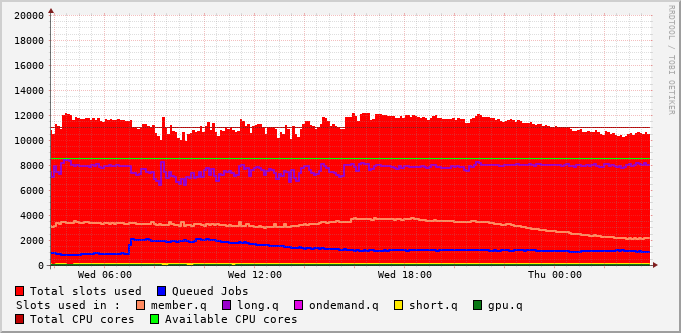 20000
18000
16000
14000
12000
10000
8000
6000
4000
2000
0
Wed 06:00 Wed 12:00 Wed 18:00 Thu 00:00
RRDTOOL / TOBI OETIKER
Total slots used Queued Jobs
Slots used in : member.q long.q ondemand.q short.q gpu.q
Total CPU cores Available CPU cores